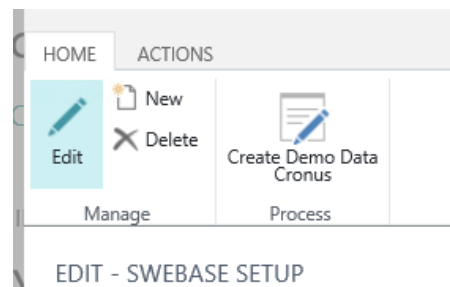 HOME ACTIONS
New
Delete
Edit
Create Demo Data
Cronus
Manage
Process
EDIT - SWEBASE SETUP